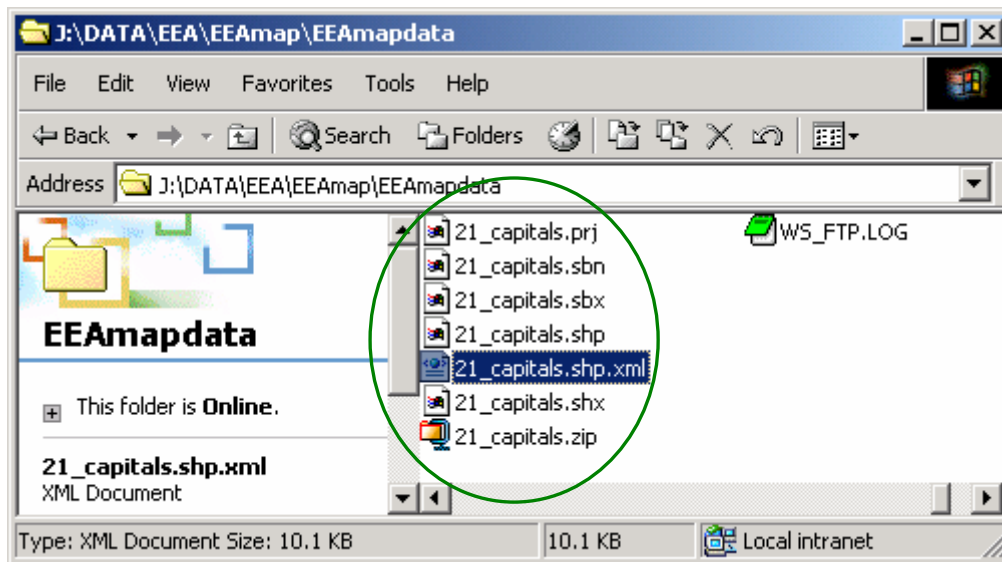 J:\DATA\EEA\EEAmap\EEAmapdata
File Edit View Favorites Tools Help
Back Search Folders
Address J:\DATA\EEA\EEAmap\EEAmapdata
EEAmapdata
This folder is Online.
21_capitals.shp.xml
XML Document
21_capitals.prj
21_capitals.sbn
21_capitals.sbx
21_capitals.shp
21_capitals.shp.xml
21_capitals.shx
21_capitals.zip
WS_FTP.LOG
Type: XML Document Size: 10.1 KB 10.1 KB Local intranet